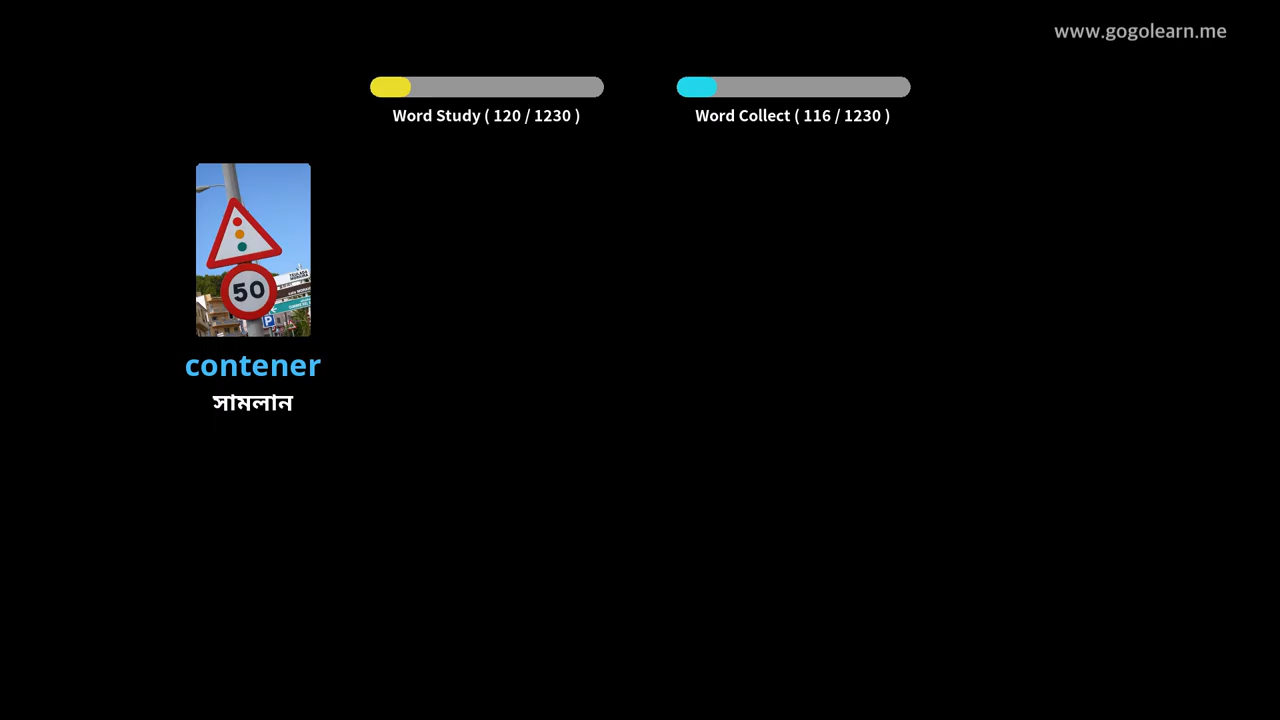 www.gogolearn.me
Word Study ( 120 / 1230 )
Word Collect ( 116 / 1230 )
50
P
contener
সামলান